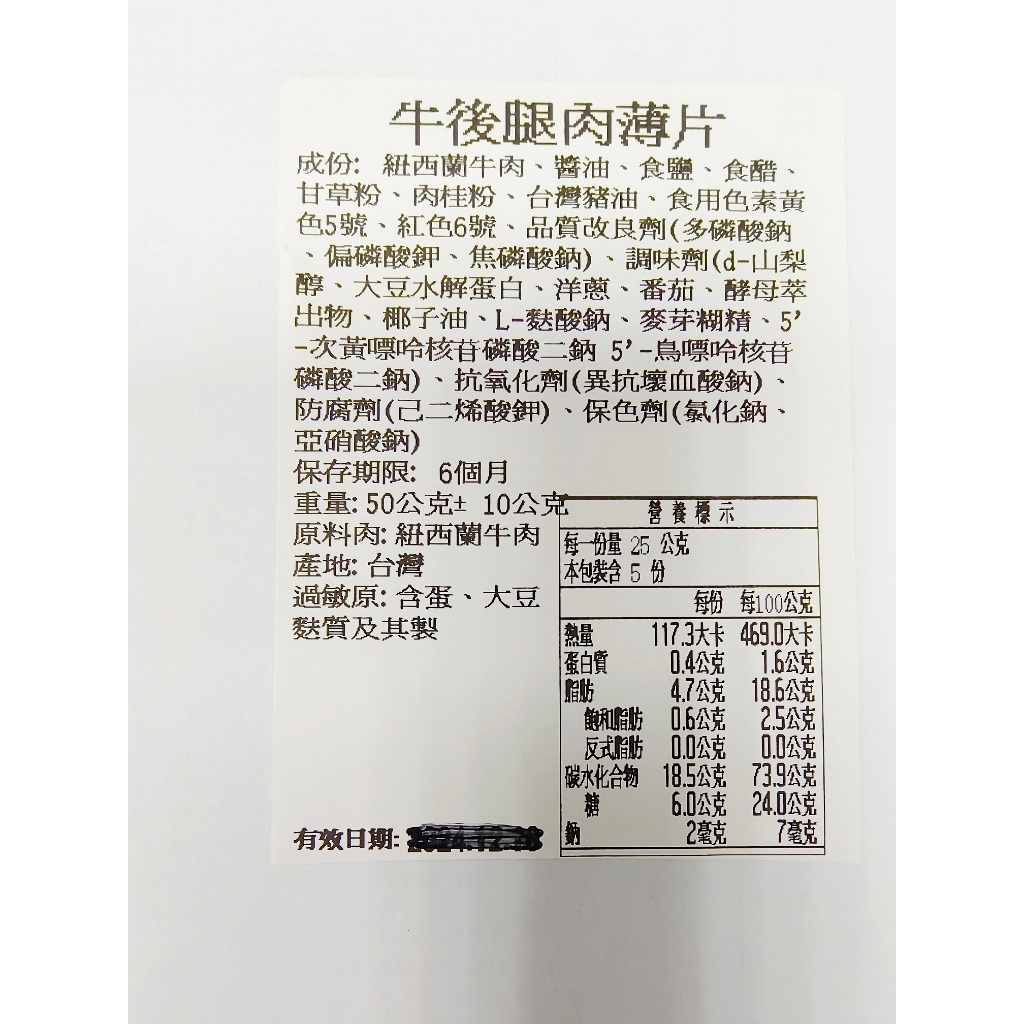 牛後腿肉薄片
成份: 紐西蘭牛肉、醬油、食鹽、食醋、
甘草粉、肉桂粉、台灣豬油、食用色素黃
色5號、紅色6號、品質改良劑(多磷酸鈉
、偏磷酸鉀、焦磷酸鈉)、調味劑(d-山梨
醇、大豆水解蛋白、洋蔥、番茄、酵母萃
出物、椰子油、L-麩酸鈉、麥芽糊精、5’
-次黃嘌呤核苷磷酸二鈉 5’-鳥嘌呤核苷
磷酸二鈉)、抗氧化劑(異抗壞血酸鈉)、
防腐劑(己二烯酸鉀)、保色劑(氯化鈉、
亞硝酸鈉)
保存期限: 6個月
重量: 50公克± 10公克
原料肉: 紐西蘭牛肉
產地: 台灣
過敏原: 含蛋、大豆
麩質及其製
營養標示
每一份量 25 公克
本包裝含 5 份
每份 每100公克
熱量 117.3大卡 469.0大卡
蛋白質 0.4公克 1.6公克
脂肪 4.7公克 18.6公克
飽和脂肪 0.6公克 2.5公克
反式脂肪 0.0公克 0.0公克
碳水化合物 18.5公克 73.9公克
糖 6.0公克 24.0公克
鈉 2毫克 7毫克
有效日期: